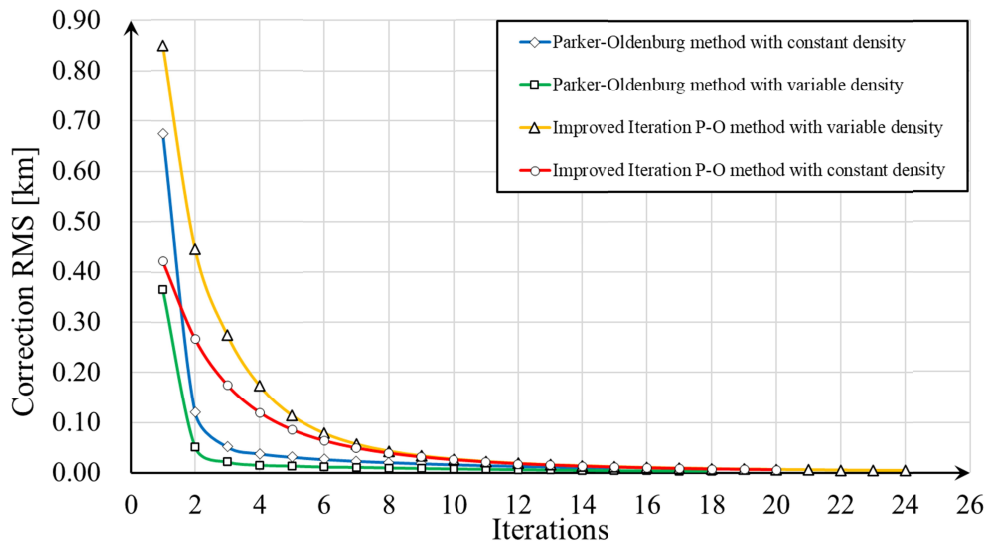 0.90
0.80
0.70
0.60
0.50
0.40
0.30
0.20
0.10
0.00
Correction RMS [km]
Parker-Oldenburg method with constant density
Parker-Oldenburg method with variable density
Improved Iteration P-O method with variable density
Improved Iteration P-O method with constant density
0 2 4 6 8 10 12 14 16 18 20 22 24 26
Iterations